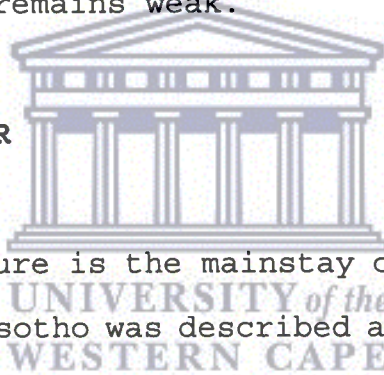 remains weak.
R
ure is the mainstay
UNIVERSITY of the
sotho was described a
WESTERN CAPE